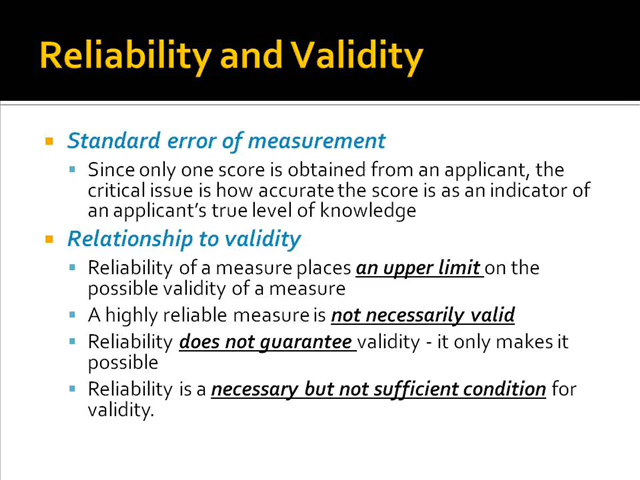 Reliability and Validity
Standard error of measurement
Since only one score is obtained from an applicant, the
critical issue is how accurate the score is as an indicator of
an applicant's true level of knowledge
Relationship to validity
Reliability of a measure places an upper limit on the
possible validity of a measure
A highly reliable measure is not necessarily valid
Reliability does not guarantee validity - it only makes it
possible
Reliability is a necessary but not sufficient condition for
validity.